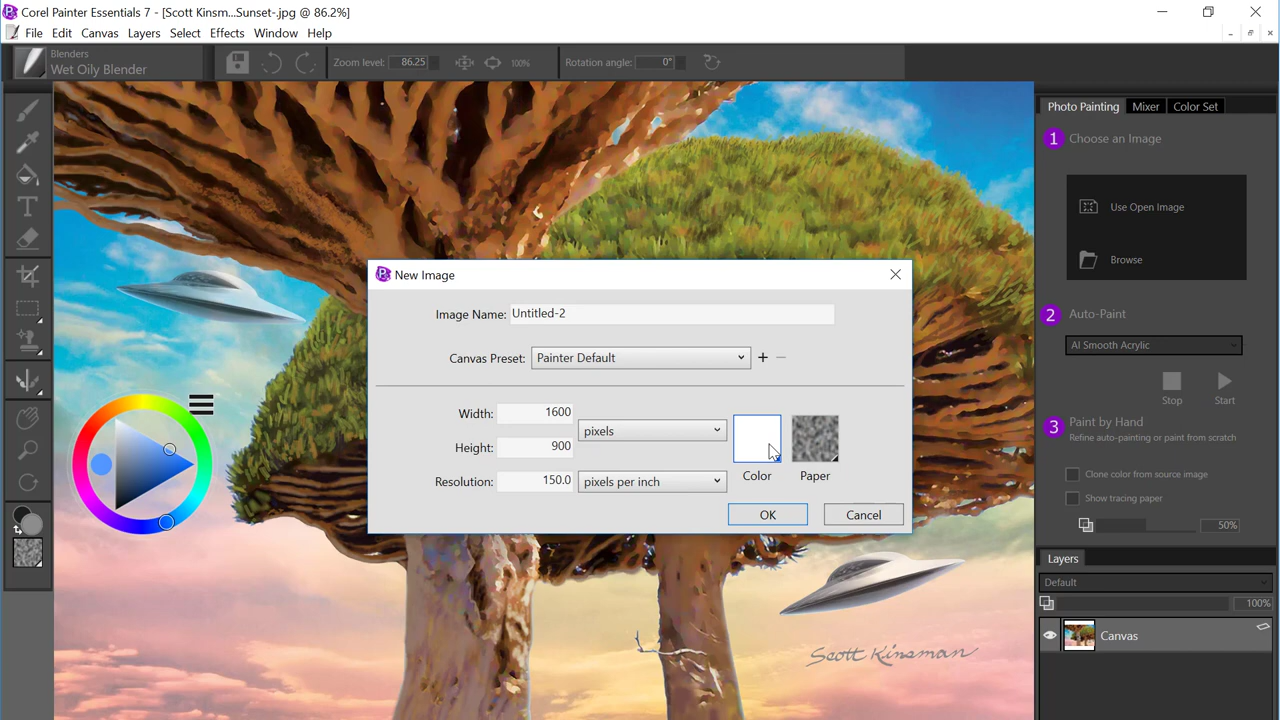 Corel Painter Essentials 7 - [Scott Kinsm...Sunset-.jpg @ 86.2%]
File Edit Canvas Layers Select Effects Window Help
Blenders
Wet Oily Blender
Zoom level: 86.25
100%
Rotation angle: 0°
Photo Painting Mixer Color Set
1 Choose an Image
Use Open Image
Browse
2 Auto-Paint
AI Smooth Acrylic
Stop Start
3 Paint by Hand
Refine auto-painting or paint from scratch
Clone color from source image
Show tracing paper
50%
Layers
Default
100%
Canvas
New Image
Image Name: Untitled-2
Canvas Preset: Painter Default
Width: 1600
pixels
Height: 900
Resolution: 150.0 pixels per inch
Color Paper
OK Cancel
Scott Kinsman